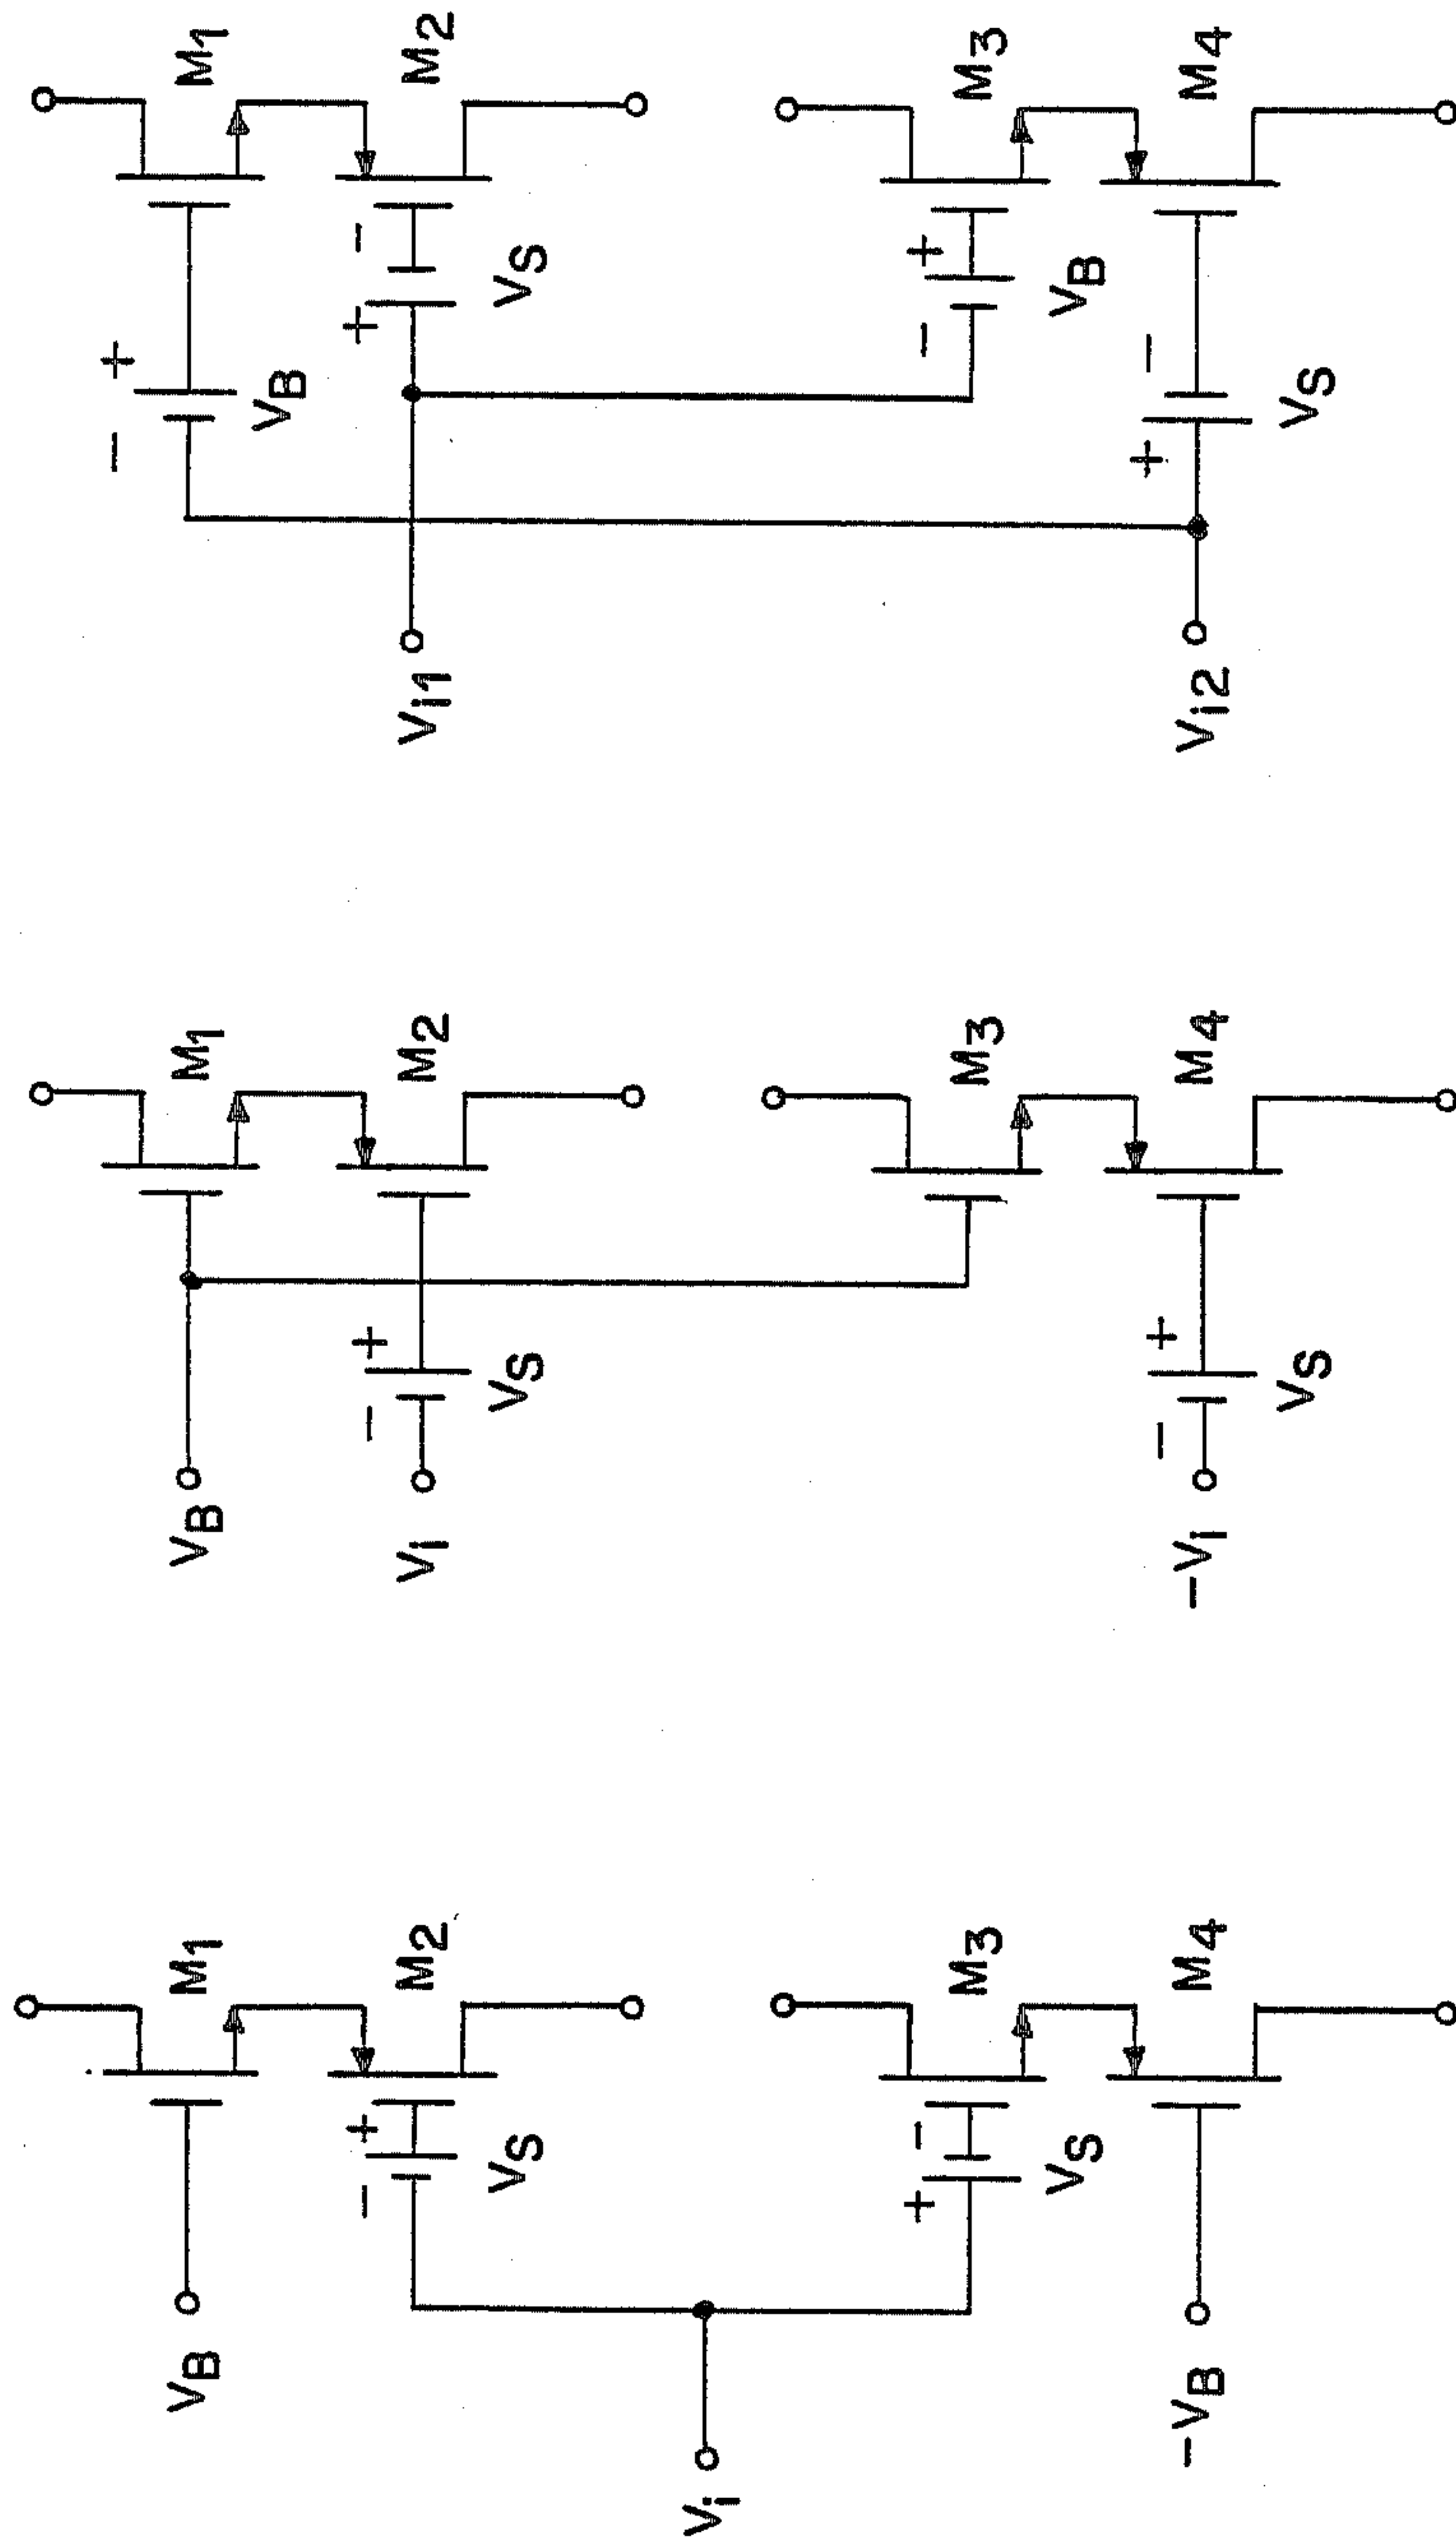 VB
M1
- +
VS
M2
Vi
+ -
VS
M3
-VB
M4
VB
M1
- +
Vi
VS
M2
M3
- +
-Vi
VS
M4
- +
VB
M1
+ -
Vi1
VS
M2
- +
VB
M3
+ -
Vi2
VS
M4